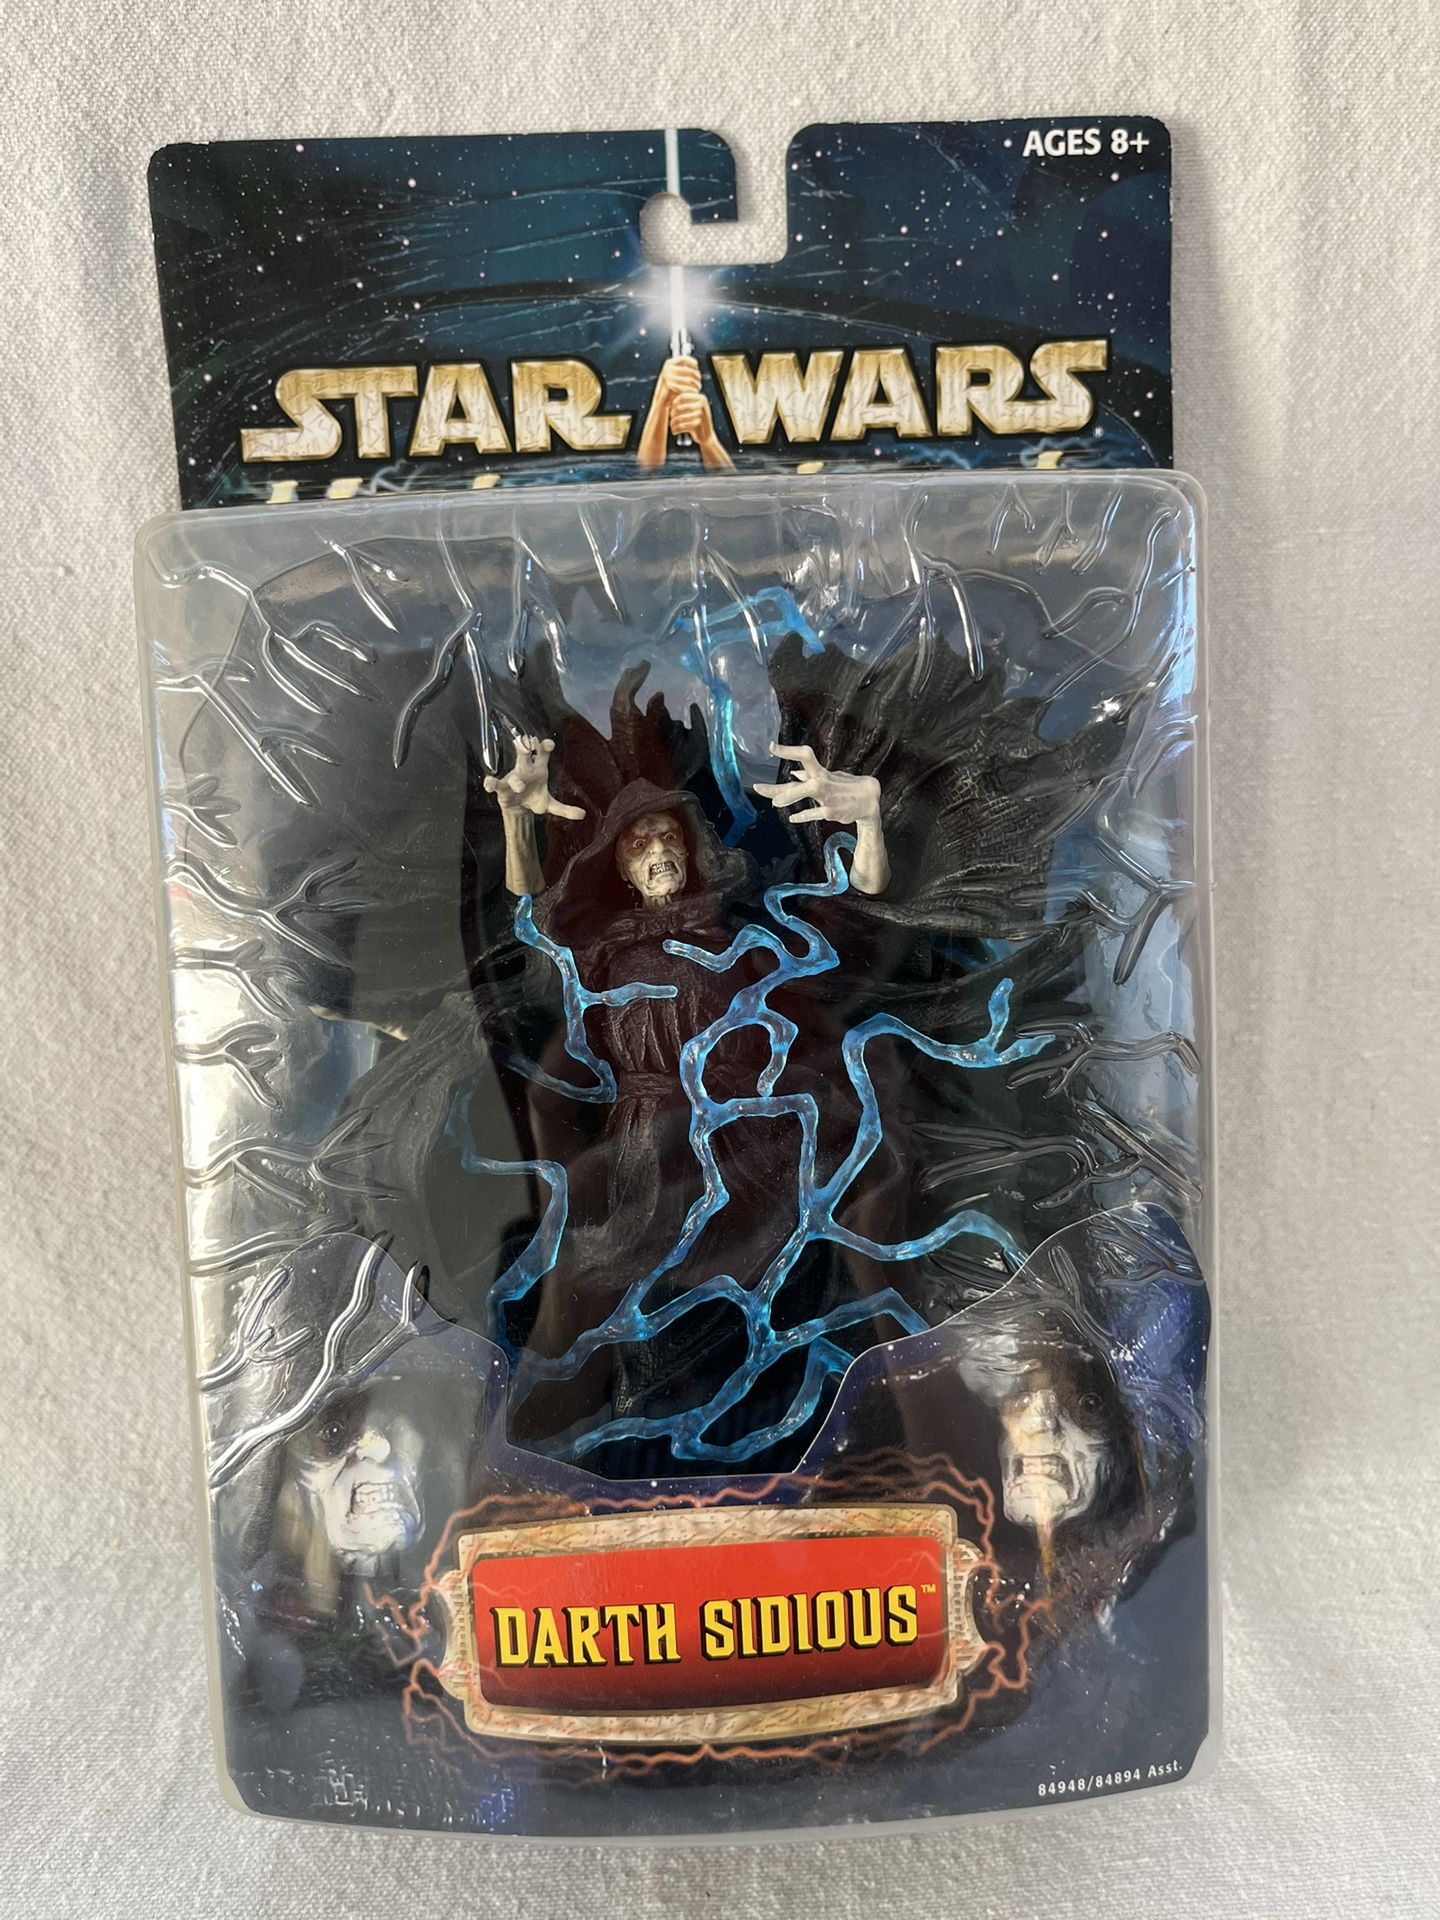 AGES 8+
STAR WARS®
DARTH SIDIOUS™
84948/84894 Asst.